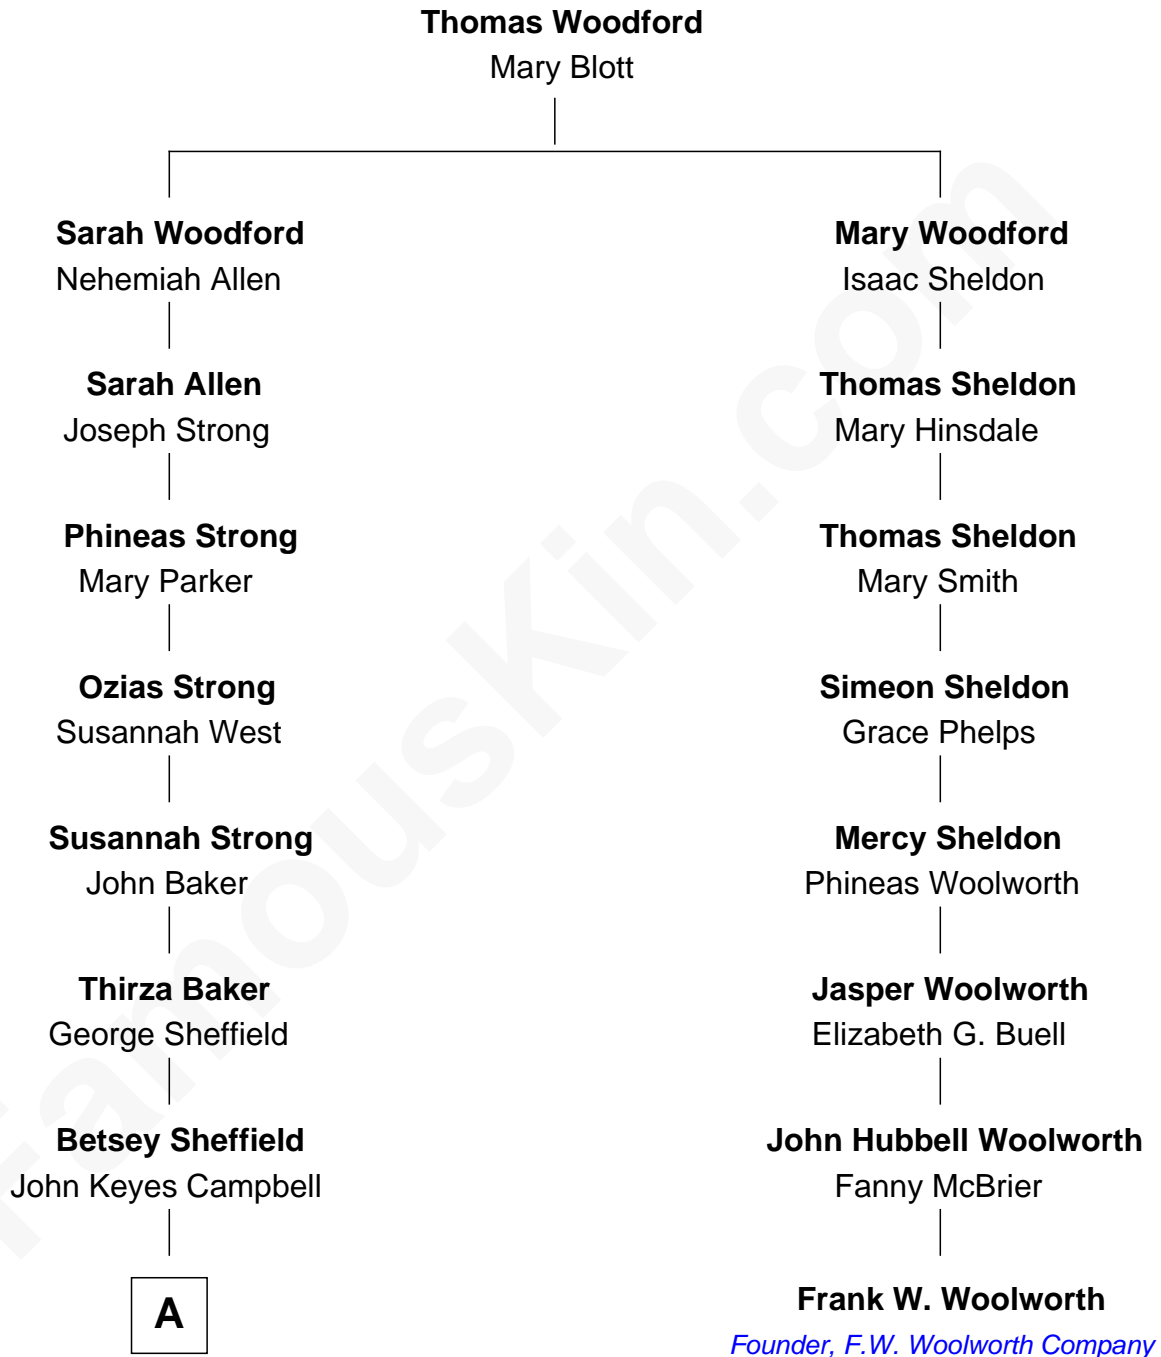 Thomas Woodford
Mary Blott
Sarah Woodford
Nehemiah Allen
Mary Woodford
Isaac Sheldon
Sarah Allen
Joseph Strong
Thomas Sheldon
Mary Hinsdale
Phineas Strong
Mary Parker
Thomas Sheldon
Mary Smith
Ozias Strong
Susannah West
Simeon Sheldon
Grace Phelps
Susannah Strong
John Baker
Mercy Sheldon
Phineas Woolworth
Thirza Baker
George Sheffield
Jasper Woolworth
Elizabeth G. Buell
Betsey Sheffield
John Keyes Campbell
John Hubbell Woolworth
Fanny McBrier
A
Frank W. Woolworth
Founder, F.W. Woolworth Company
FamousKin.com